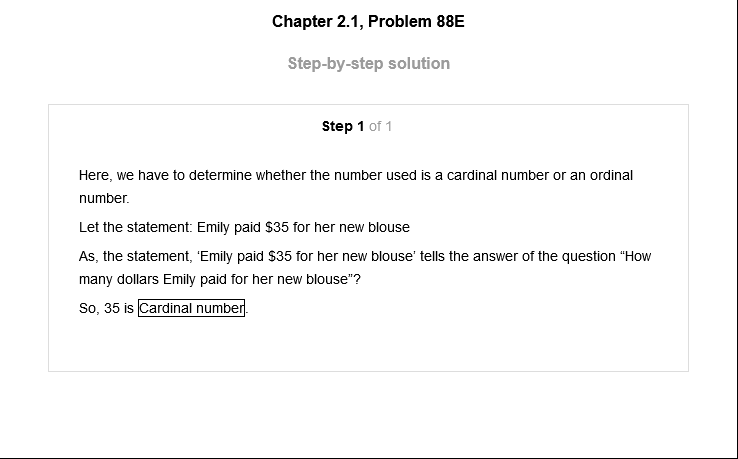 Chapter 2.1, Problem 88E
Step-by-step solution
Step 1 of 1
Here, we have to determine whether the number used is a cardinal number or an ordinal
number.
Let the statement: Emily paid $35 for her new blouse
As, the statement, ‘Emily paid $35 for her new blouse’ tells the answer of the question “How
many dollars Emily paid for her new blouse”?
So, 35 is Cardinal number.